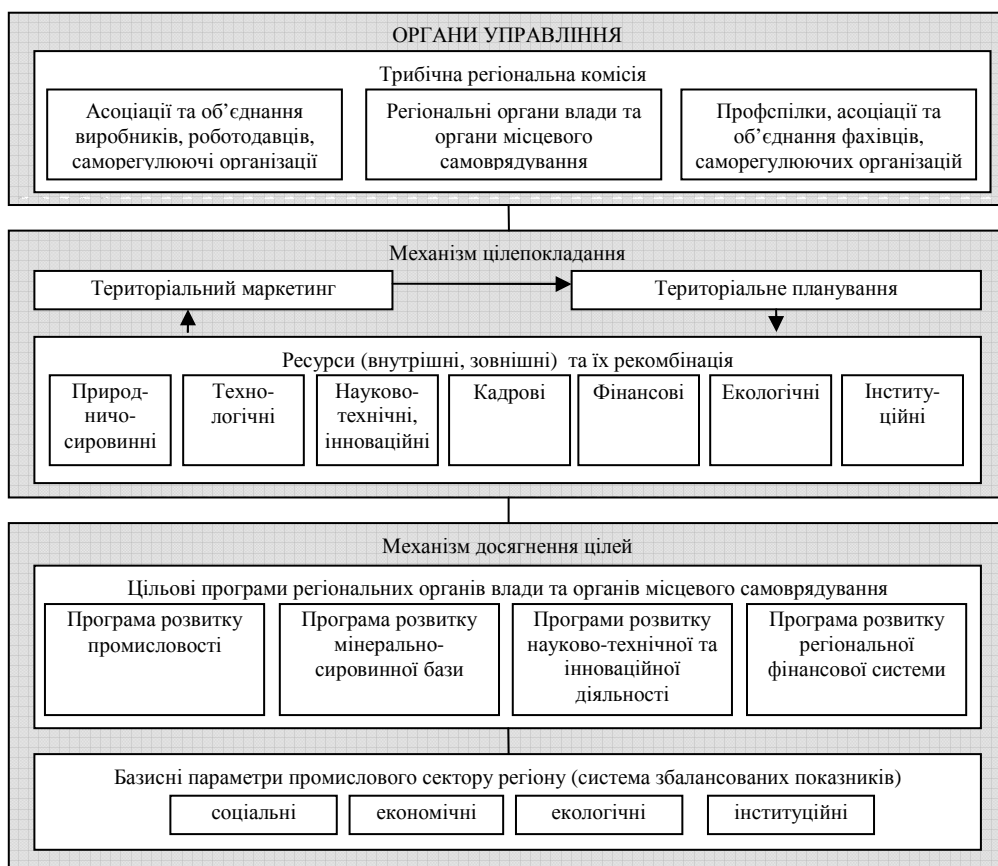 ОРГАНИ УПРАВЛІННЯ
Трибічна регіональна комісія
Асоціації та об’єднання
виробників, роботодавців,
саморегулюючі організації
Регіональні органи влади та
органи місцевого
самоврядування
Профспілки, асоціації та
об’єднання фахівців,
саморегулюючих організацій
Механізм цілепокладання
Територіальний маркетинг
Територіальне планування
Ресурси (внутрішні, зовнішні) та їх рекомбінація
Природ-
ничо-
сировинні
Техно-
логічні
Науково-
технічні,
інноваційні
Кадрові
Фінансові
Екологічні
Інститу-
ційні
Механізм досягнення цілей
Цільові програми регіональних органів влади та органів місцевого самоврядування
Програма розвитку
промисловості
Програма розвитку
мінерально-
сировинної бази
Програми розвитку
науково-технічної та
інноваційної
діяльності
Програма розвитку
регіональної
фінансової системи
Базисні параметри промислового сектору регіону (система збалансованих показників)
соціальні
економічні
екологічні
інституційні